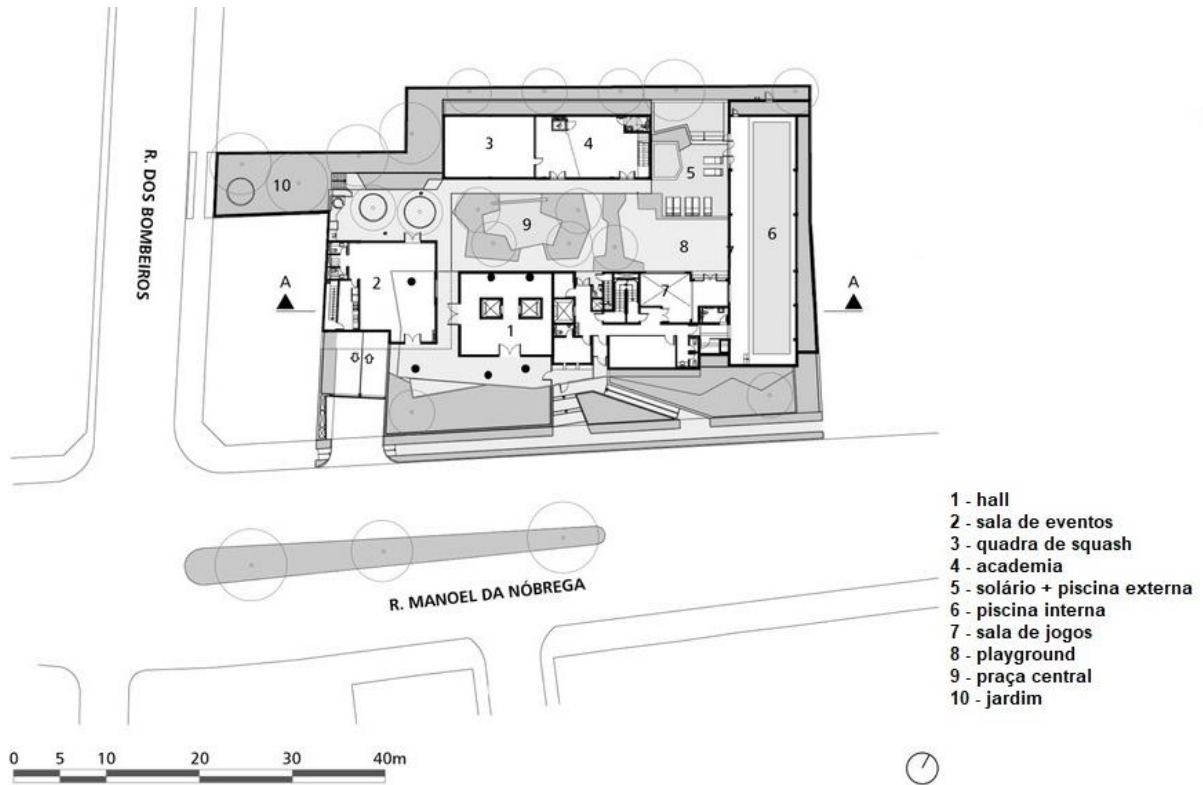 3
4
5
10
9
8
6
2
7
1
A
A
R. DOS BOMBEIROS
R. MANOEL DA NÓBREGA
1 - hall
2 - sala de eventos
3 - quadra de squash
4 - academia
5 - solário + piscina externa
6 - piscina interna
7 - sala de jogos
8 - playground
9 - praça central
10 - jardim
0 5 10 20 30 40m